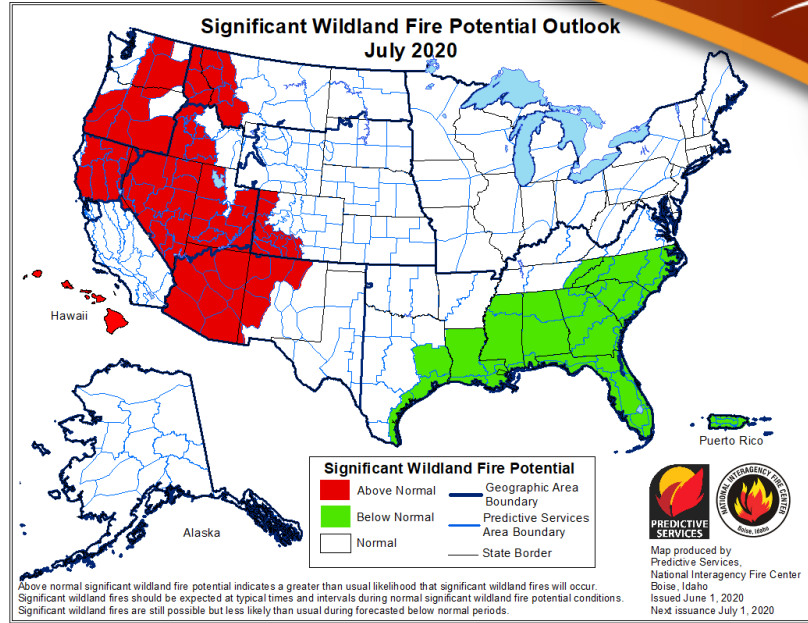 Significant Wildland Fire Potential Outlook
July 2020
Hawaii
Alaska
Puerto Rico
Significant Wildland Fire Potential
Above Normal
Below Normal
Normal
Geographic Area
Boundary
Predictive Services
Area Boundary
State Border
PREDICTIVE
SERVICES
NATIONAL INTERAGENCY FIRE CENTER
Boise, Idaho
Map produced by
Predictive Services,
National Interagency Fire Center
Boise, Idaho
Issued June 1, 2020
Next issuance July 1, 2020
Above normal significant wildland fire potential indicates a greater than usual likelihood that significant wildland fires will occur.
Significant wildland fires should be expected at typical times and intervals during normal significant wildland fire potential conditions.
Significant wildland fires are still possible but less likely than usual during forecasted below normal periods.